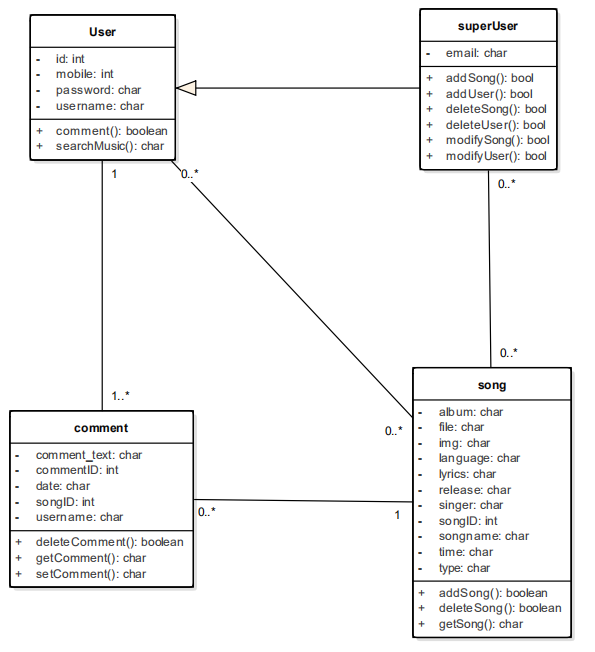 User
- id: int
- mobile: int
- password: char
- username: char
+ comment(): boolean
+ searchMusic(): char
superUser
- email: char
+ addSong(): bool
+ addUser(): bool
+ deleteSong(): bool
+ deleteUser(): bool
+ modifySong(): bool
+ modifyUser(): bool
1
0..*
0..*
0..*
1..*
0..*
comment
- comment_text: char
- commentID: int
- date: char
- songID: int
- username: char
+ deleteComment(): boolean
+ getComment(): char
+ setComment(): char
0..*
1
song
- album: char
- file: char
- img: char
- language: char
- lyrics: char
- release: char
- singer: char
- songID: int
- songname: char
- time: char
- type: char
+ addSong(): boolean
+ deleteSong(): boolean
+ getSong(): char